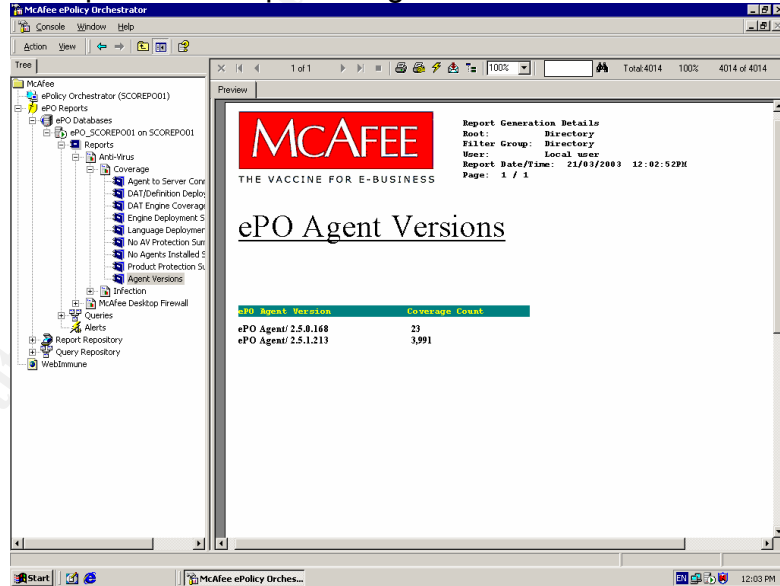 McAfee ePolicy Orchestrator
Console Window Help
Action View
Tree
1 of 1
100%
Total:4014 100% 4014 of 4014
McAfee
ePolicy Orchestrator (SCOREPO01)
ePO Reports
ePO Databases
ePO_SCOREPO01 on SCOREPO01
Reports
Anti-Virus
Coverage
Agent to Server Conr
DAT/Definition Deploy
DAT Engine Coverage
Engine Deployment S
Language Deploymer
No AV Protection Sum
No Agents Installed S
Product Protection Su
Agent Versions
Infection
McAfee Desktop Firewall
Queries
Alerts
Report Repository
Query Repository
WebImmune
Preview
MCAFEE
THE VACCINE FOR E-BUSINESS
Report Generation Details
Root: Directory
Filter Group: Directory
User: Local user
Report Date/Time: 21/03/2003 12:02:52PM
Page: 1 / 1
ePO Agent Versions
ePO Agent Version Coverage Count
ePO Agent/ 2.5.0.168 23
ePO Agent/ 2.5.1.213 3,991
Start
McAfee ePolicy Orches...
EN
12:03 PM